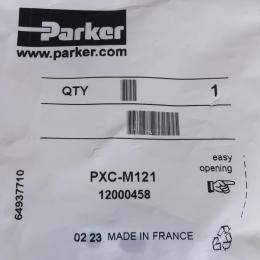 Parker
www.parker.com
QTY 1
easy
opening
PXC-M121
12000458
64937710
02 23 MADE IN FRANCE